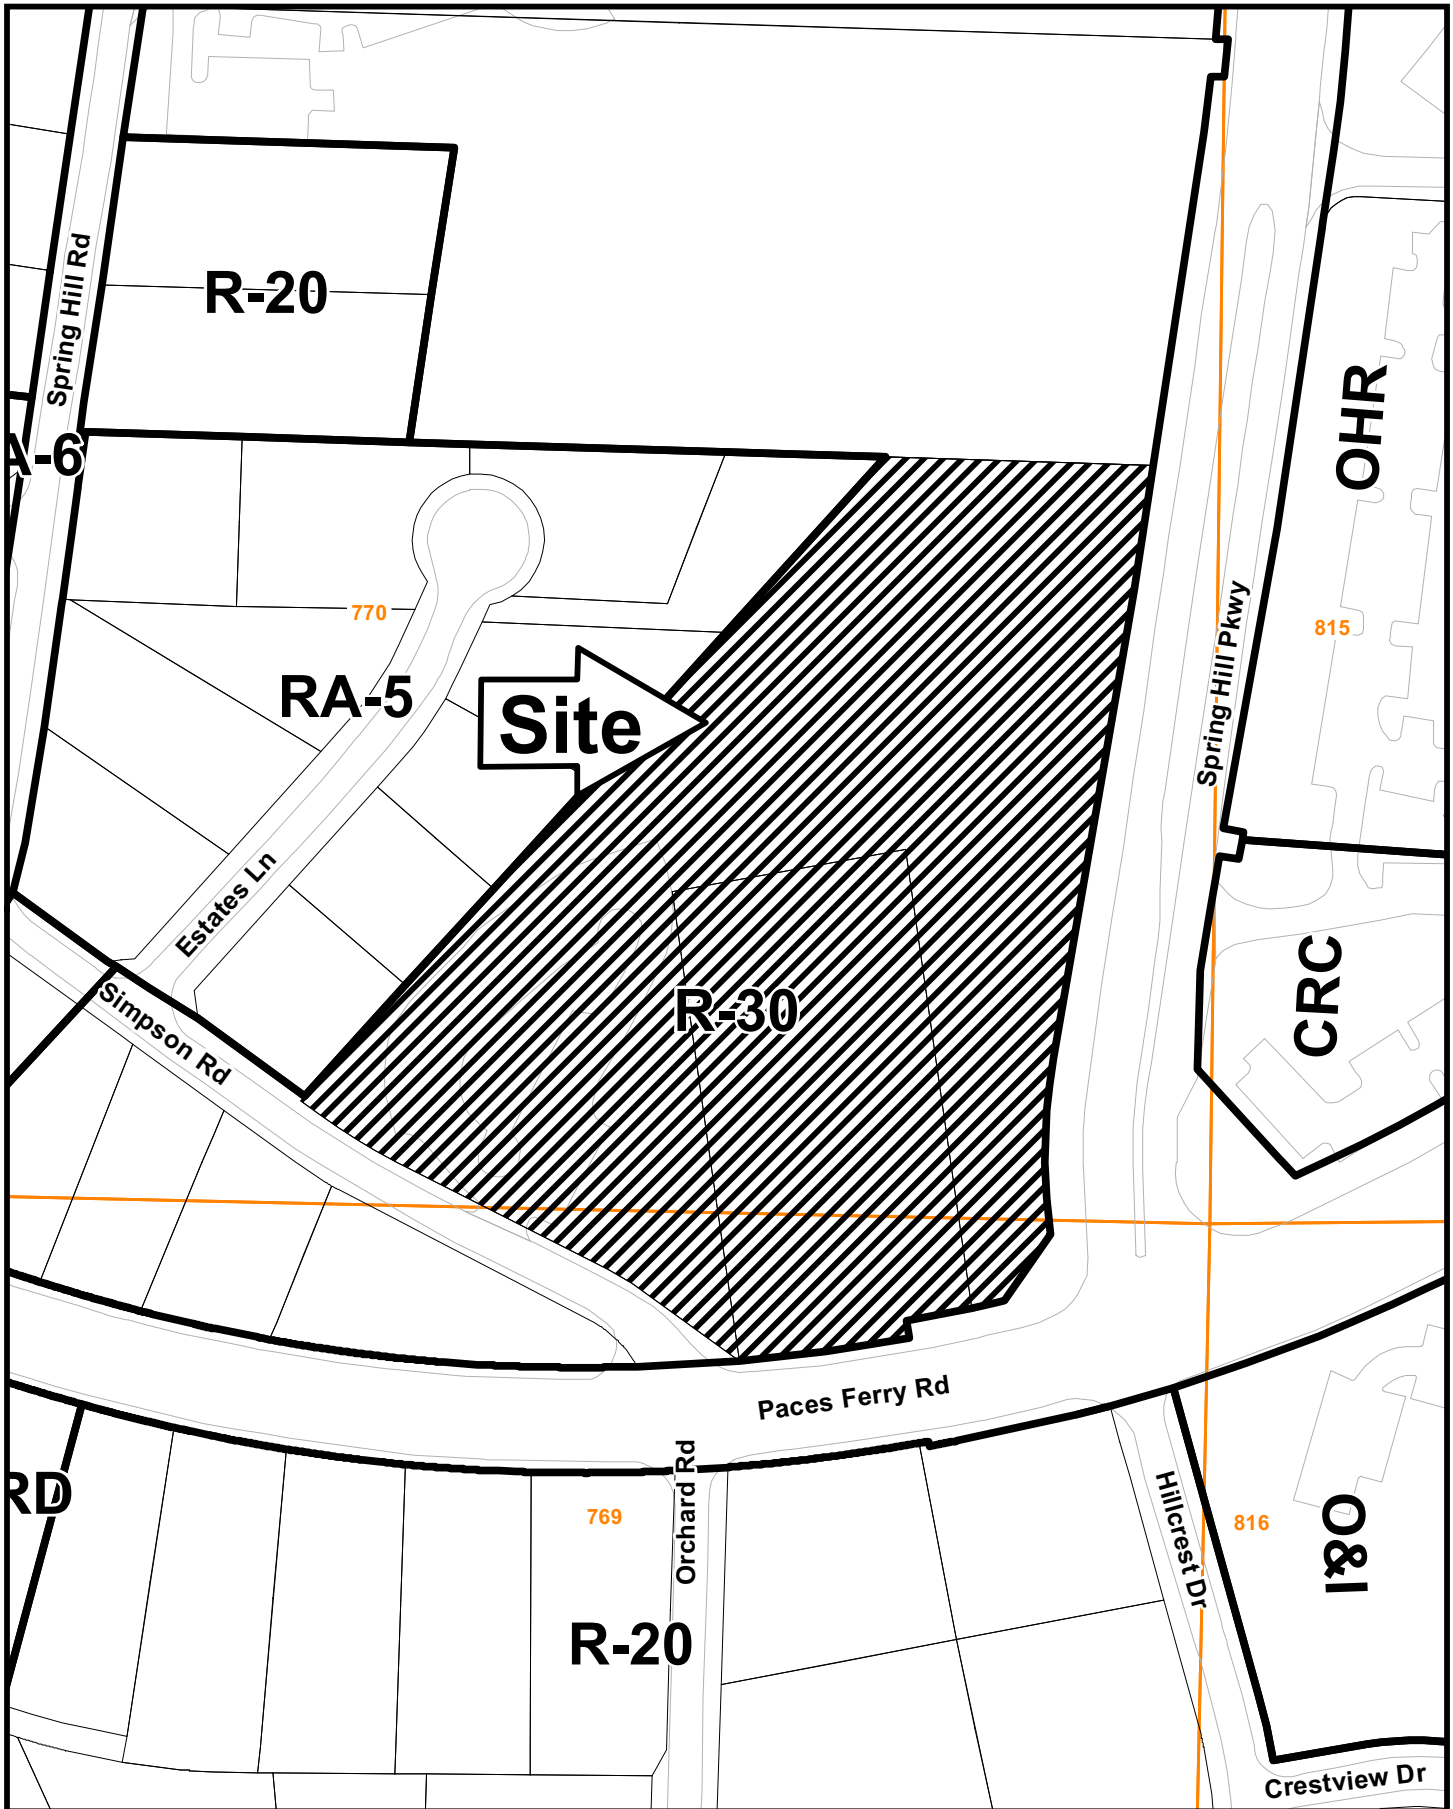 R-20
Spring Hill Rd
OHR
A-6
770
815
Spring Hill Pkwy
RA-5
Site
Estates Ln
CRC
R-30
Simpson Rd
Paces Ferry Rd
RD
Orchard Rd
769
Hillcrest Dr
816
I&O
R-20
Crestview Dr